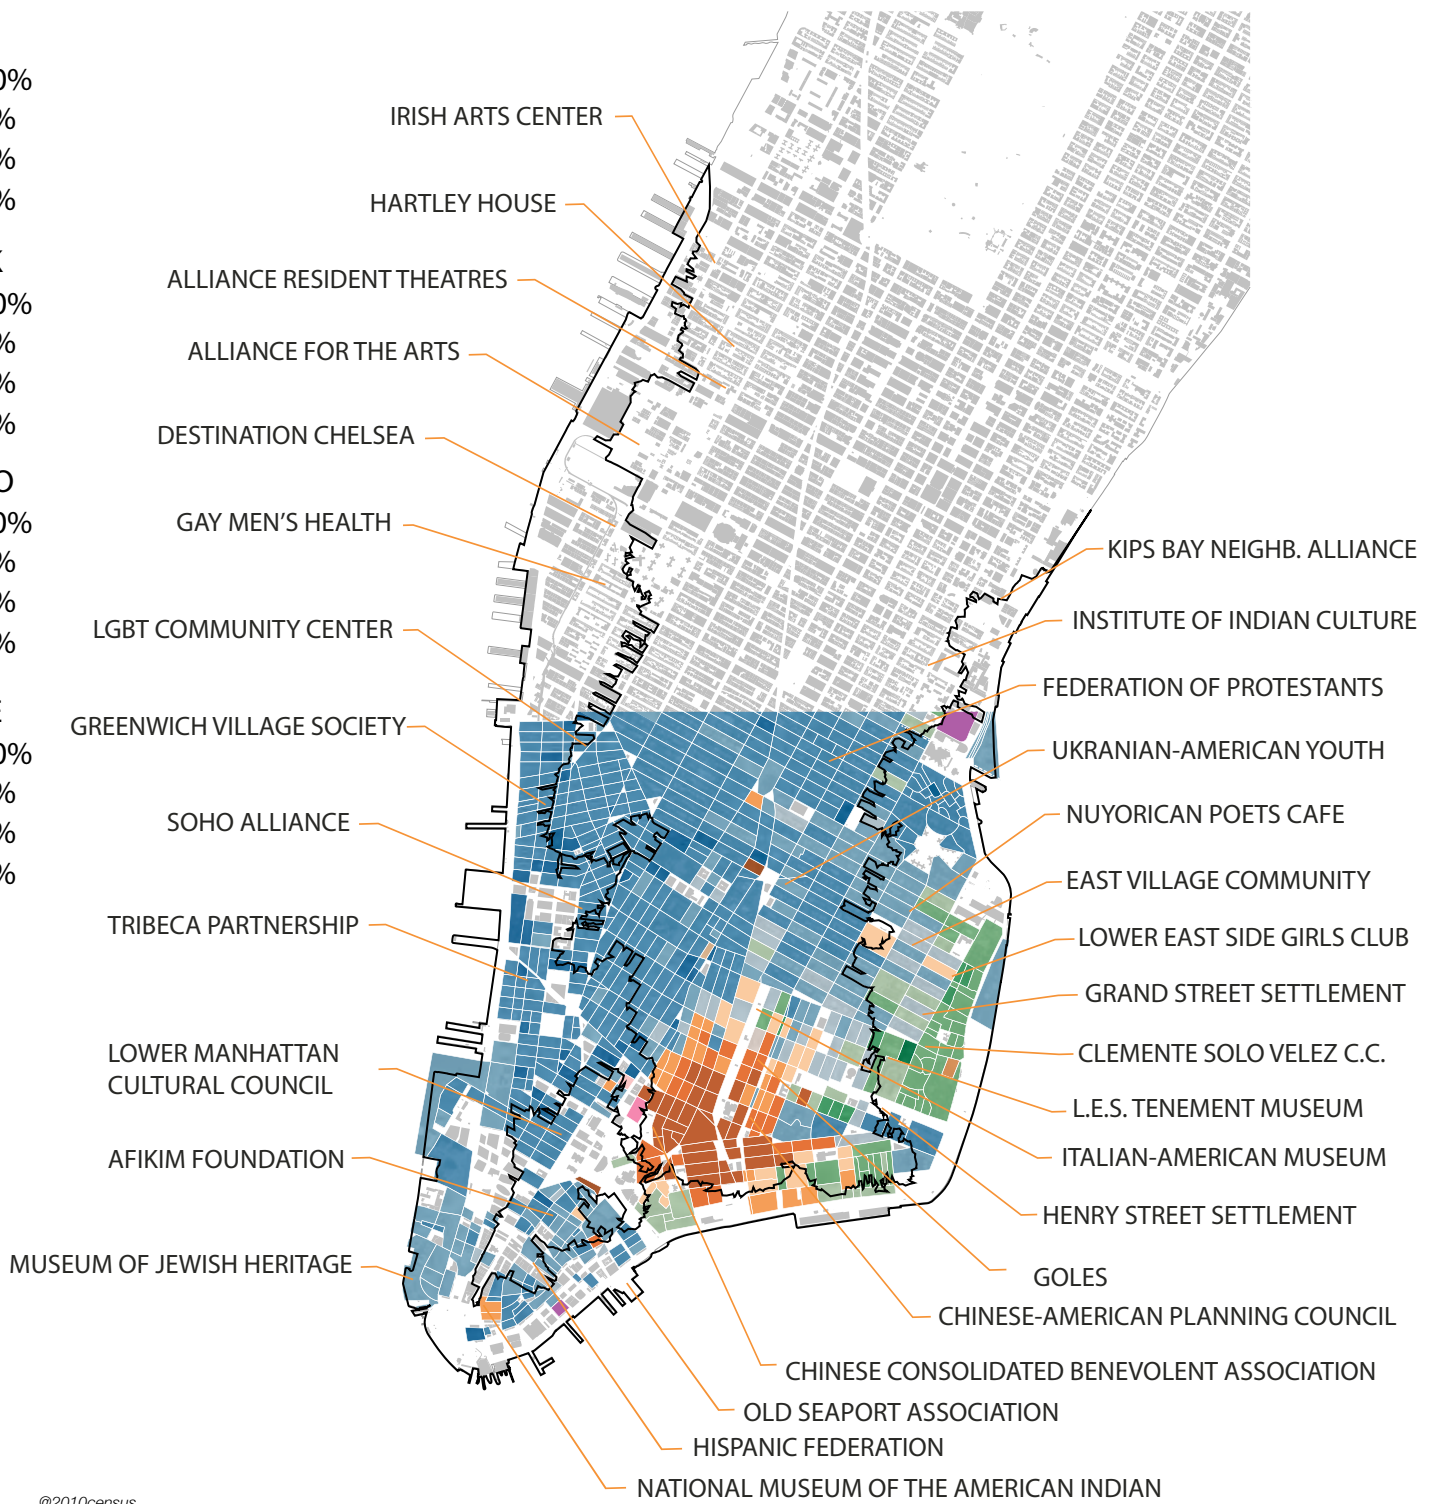 0%
%
%
%
K
0%
%
%
%
O
0%
%
%
%
E
0%
%
%
%
IRISH ARTS CENTER
HARTLEY HOUSE
ALLIANCE RESIDENT THEATRES
ALLIANCE FOR THE ARTS
DESTINATION CHELSEA
GAY MEN'S HEALTH
LGBT COMMUNITY CENTER
GREENWICH VILLAGE SOCIETY
SOHO ALLIANCE
TRIBECA PARTNERSHIP
LOWER MANHATTAN
CULTURAL COUNCIL
AFIKIM FOUNDATION
MUSEUM OF JEWISH HERITAGE
KIPS BAY NEIGHB. ALLIANCE
INSTITUTE OF INDIAN CULTURE
FEDERATION OF PROTESTANTS
UKRANIAN-AMERICAN YOUTH
NUYORICAN POETS CAFE
EAST VILLAGE COMMUNITY
LOWER EAST SIDE GIRLS CLUB
GRAND STREET SETTLEMENT
CLEMENTE SOLO VELEZ C.C.
L.E.S. TENEMENT MUSEUM
ITALIAN-AMERICAN MUSEUM
HENRY STREET SETTLEMENT
GOLES
CHINESE-AMERICAN PLANNING COUNCIL
CHINESE CONSOLIDATED BENEVOLENT ASSOCIATION
OLD SEAPORT ASSOCIATION
HISPANIC FEDERATION
NATIONAL MUSEUM OF THE AMERICAN INDIAN
@2010census